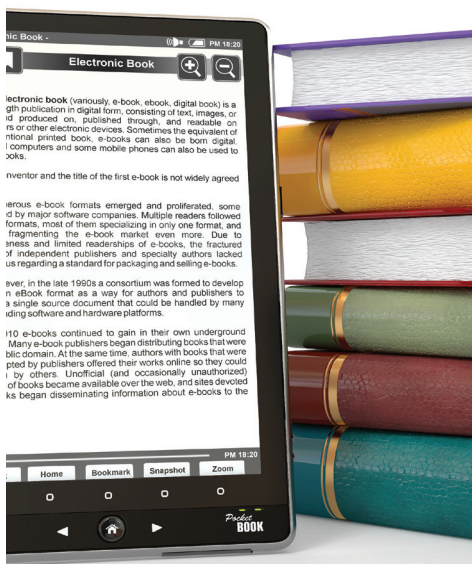 nic Book -
PM 18:20
Electronic Book
lectronic book (variously, e-book, ebook, digital book) is a
gth publication in digital form, consisting of text, images, or
d produced on, published through, and readable on
rs or other electronic devices. Sometimes the equivalent of
ntional printed book, e-books can also be born digital.
computers and some mobile phones can also be used to
ooks.
nventor and the title of the first e-book is not widely agreed
erous e-book formats emerged and proliferated, some
d by major software companies. Multiple readers followed
formats, most of them specializing in only one format, and
fragmenting the e-book market even more. Due to
eness and limited readerships of e-books, the fractured
of independent publishers and specialty authors lacked
us regarding a standard for packaging and selling e-books.
ever, in the late 1990s a consortium was formed to develop
n eBook format as a way for authors and publishers to
a single source document that could be handled by many
ading software and hardware platforms.
10 e-books continued to gain in their own underground
Many e-book publishers began distributing books that were
blic domain. At the same time, authors with books that were
pted by publishers offered their works online so they could
by others. Unofficial (and occasionally unauthorized)
of books became available over the web, and sites devoted
ks began disseminating information about e-books to the
PM 18:20
Home Bookmark Snapshot Zoom
Pocket
BOOK